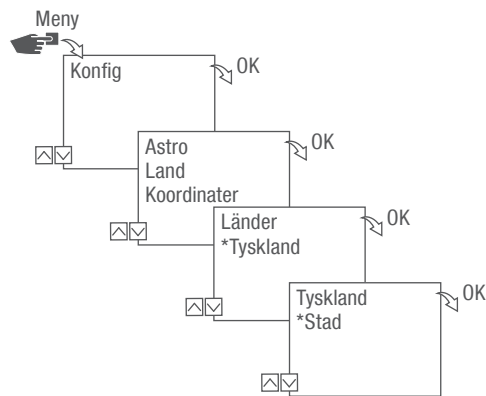 Meny
Konfig
OK
Astro
Land
Koordinater
OK
Länder
*Tyskland
OK
Tyskland
*Stad
OK